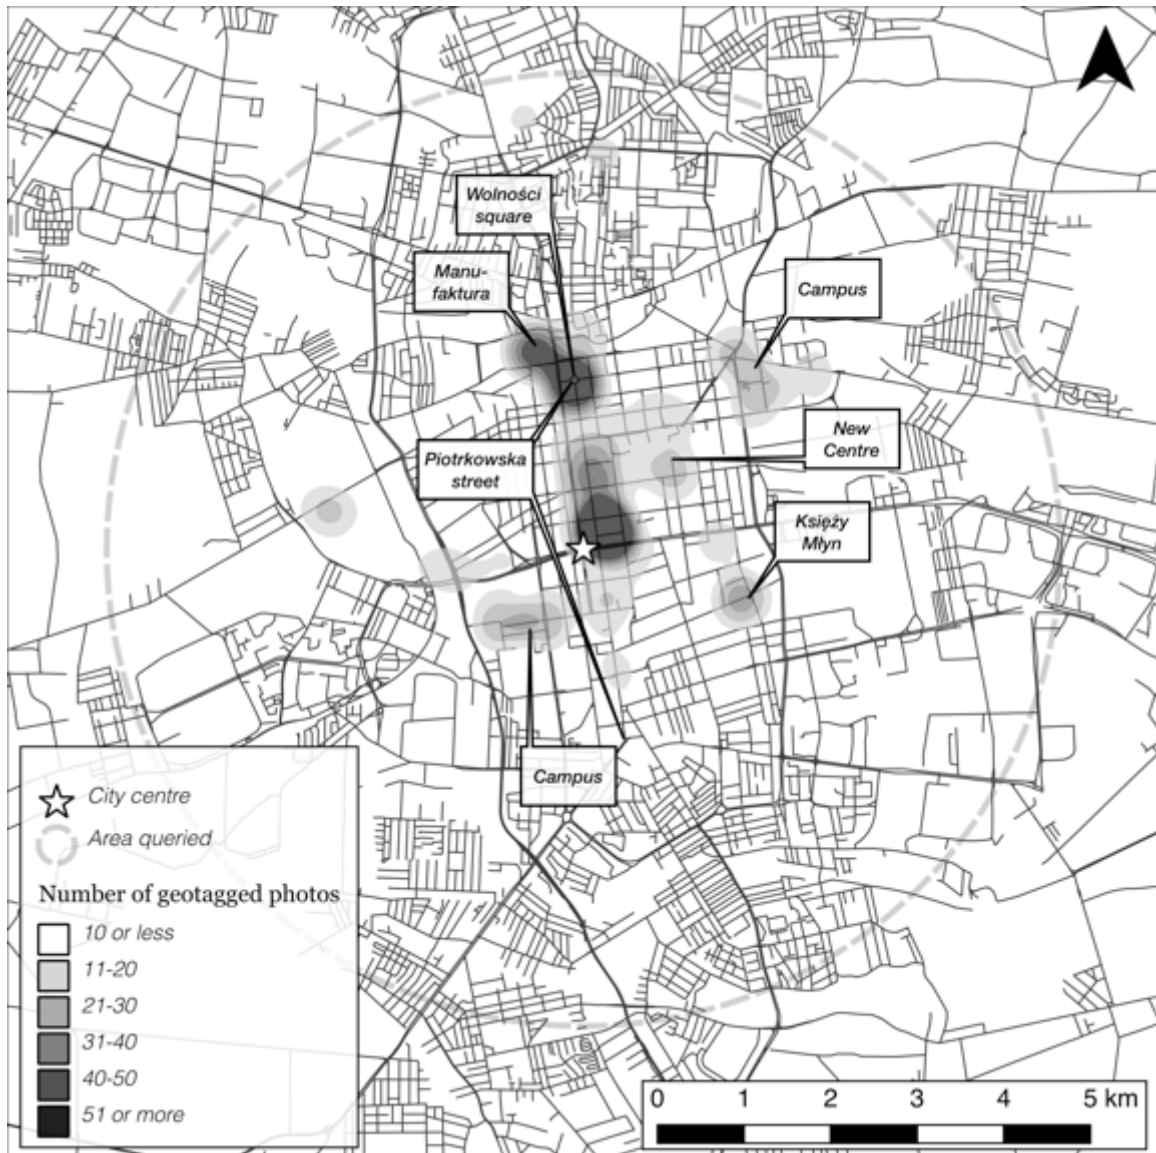 Wolności
square
Manu-
faktura
Campus
Piotrkowska
street
New
Centre
Księży
Młyn
Campus
City centre
Area queried
Number of geotagged photos
10 or less
11-20
21-30
31-40
40-50
51 or more
0 1 2 3 4 5 km